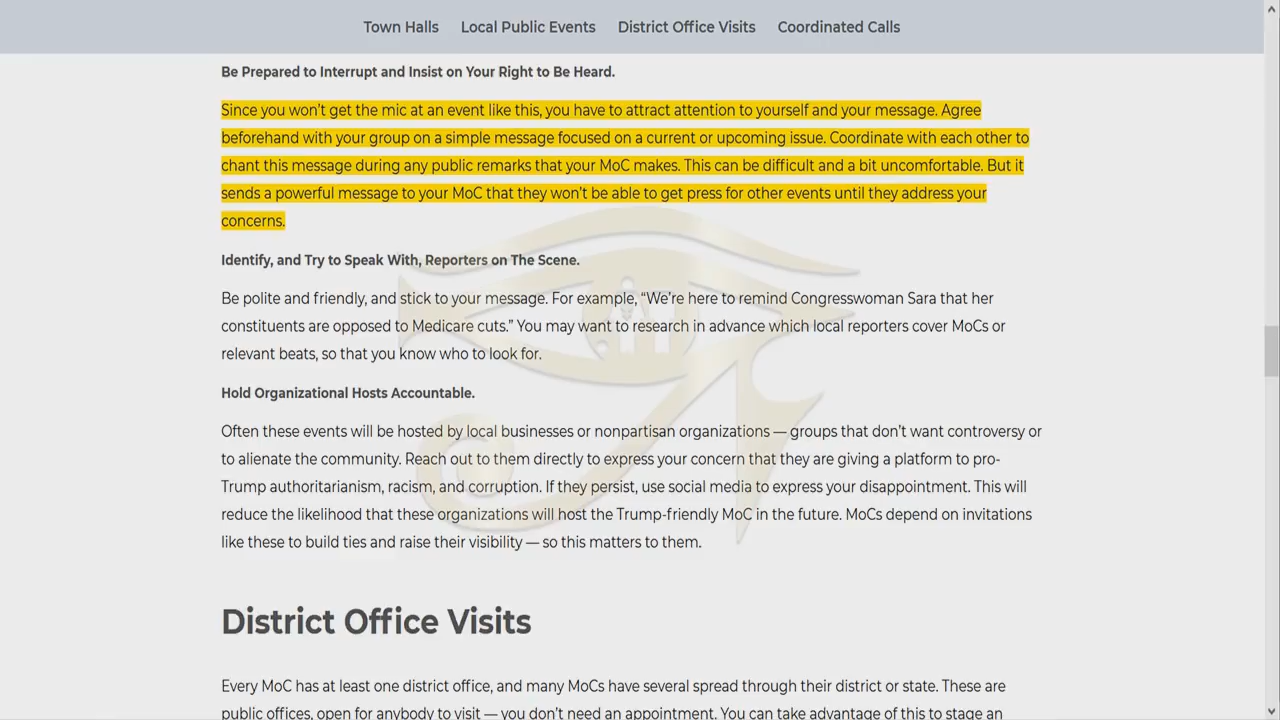 Town Halls Local Public Events District Office Visits Coordinated Calls
Be Prepared to Interrupt and Insist on Your Right to Be Heard.
Since you won't get the mic at an event like this, you have to attract attention to yourself and your message. Agree
beforehand with your group on a simple message focused on a current or upcoming issue. Coordinate with each other to
chant this message during any public remarks that your MoC makes. This can be difficult and a bit uncomfortable. But it
sends a powerful message to your MoC that they won't be able to get press for other events until they address your
concerns.
Identify, and Try to Speak With, Reporters on The Scene.
Be polite and friendly, and stick to your message. For example, “We're here to remind Congresswoman Sara that her
constituents are opposed to Medicare cuts.” You may want to research in advance which local reporters cover MoCs or
relevant beats, so that you know who to look for.
Hold Organizational Hosts Accountable.
Often these events will be hosted by local businesses or nonpartisan organizations — groups that don't want controversy or
to alienate the community. Reach out to them directly to express your concern that they are giving a platform to pro-
Trump authoritarianism, racism, and corruption. If they persist, use social media to express your disappointment. This will
reduce the likelihood that these organizations will host the Trump-friendly MoC in the future. MoCs depend on invitations
like these to build ties and raise their visibility — so this matters to them.
District Office Visits
Every MoC has at least one district office, and many MoCs have several spread through their district or state. These are
public offices, open for anybody to visit — you don't need an appointment. You can take advantage of this to stage an